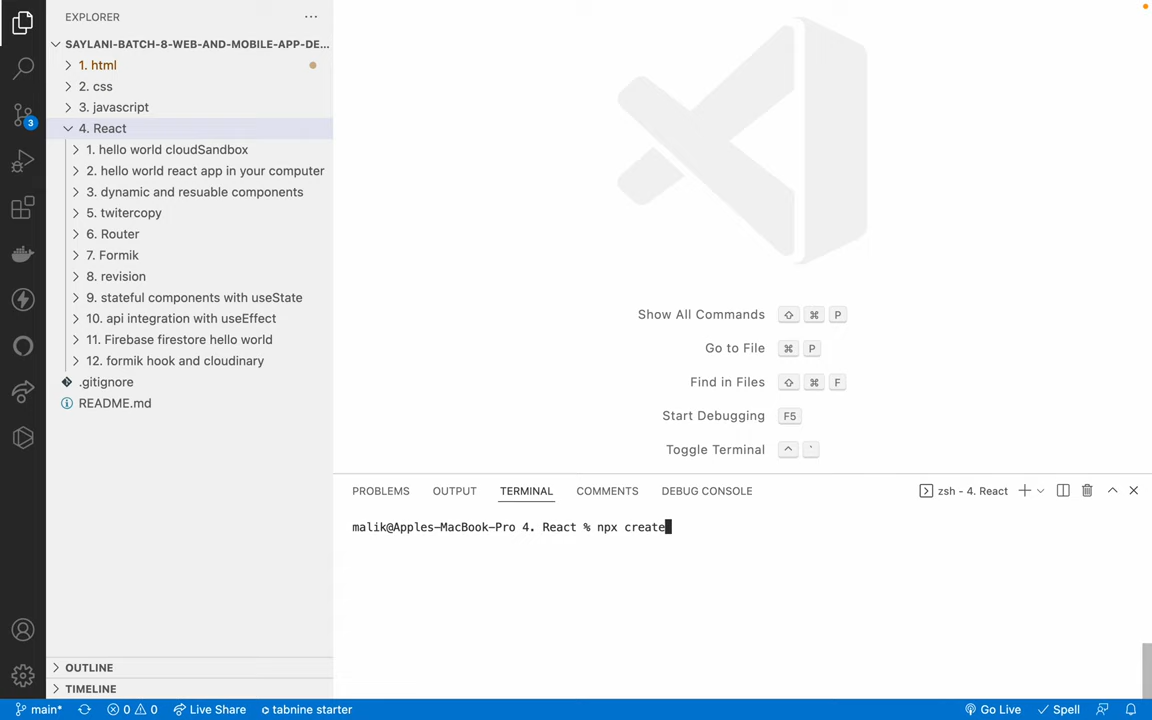 EXPLORER
SAYLANI-BATCH-8-WEB-AND-MOBILE-APP-DE...
1. html
2. css
3. javascript
4. React
1. hello world cloudSandbox
2. hello world react app in your computer
3. dynamic and resuable components
5. twitercopy
6. Router
7. Formik
8. revision
9. stateful components with useState
10. api integration with useEffect
11. Firebase firestore hello world
12. formik hook and cloudinary
.gitignore
README.md
OUTLINE
TIMELINE
3
Show All Commands ⇧ ⌘ P
Go to File ⌘ P
Find in Files ⇧ ⌘ F
Start Debugging F5
Toggle Terminal ^ `
PROBLEMS OUTPUT TERMINAL COMMENTS DEBUG CONSOLE zsh - 4. React
malik@Apples-MacBook-Pro 4. React % npx create
main* 0 0 Live Share tabnine starter Go Live Spell